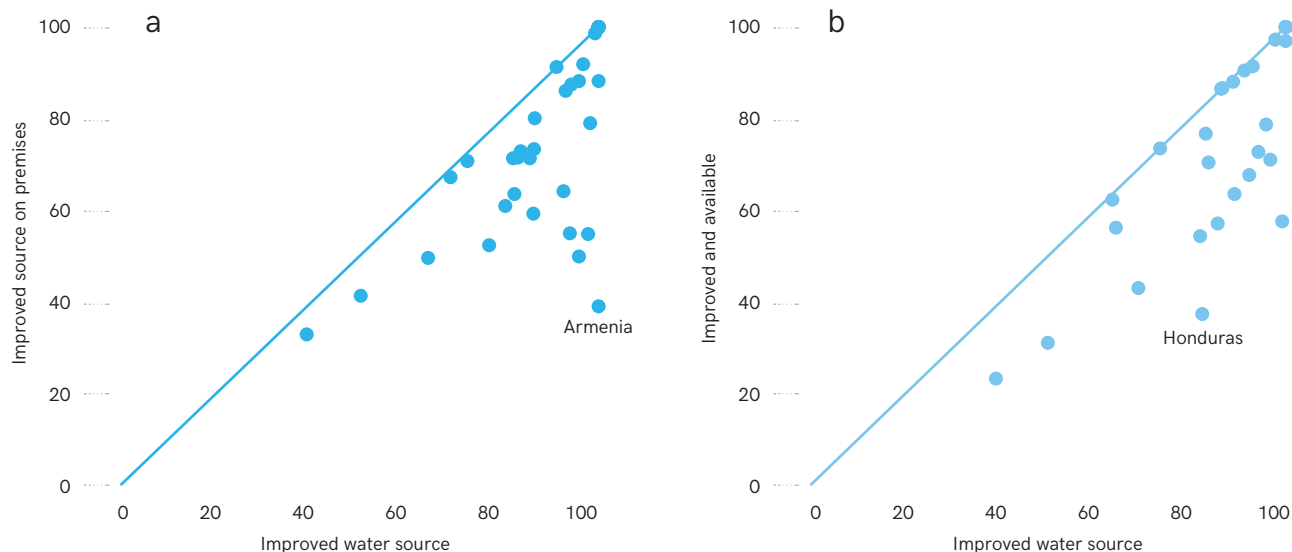 a
100
80
60
40
20
0
Improved source on premises
Armenia
0 20 40 60 80 100
Improved water source
b
100
80
60
40
20
0
Improved and available
Honduras
0 20 40 60 80 100
Improved water source